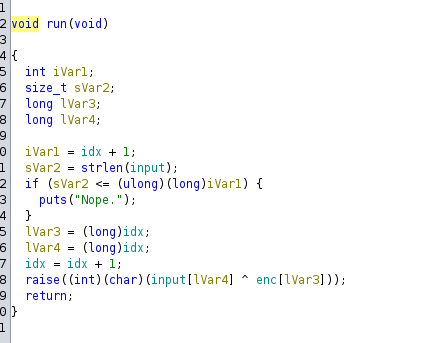 1
2 void run(void)
3
4 {
5 int iVar1;
6 size_t sVar2;
7 long lVar3;
8 long lVar4;
9
0 iVar1 = idx + 1;
1 sVar2 = strlen(input);
2 if (sVar2 <= (ulong)(long)iVar1) {
3 puts("Nope.");
4 }
5 lVar3 = (long)idx;
6 lVar4 = (long)idx;
7 idx = idx + 1;
8 raise((int)(char)(input[lVar4] ^ enc[lVar3]));
9 return;
0 }
1